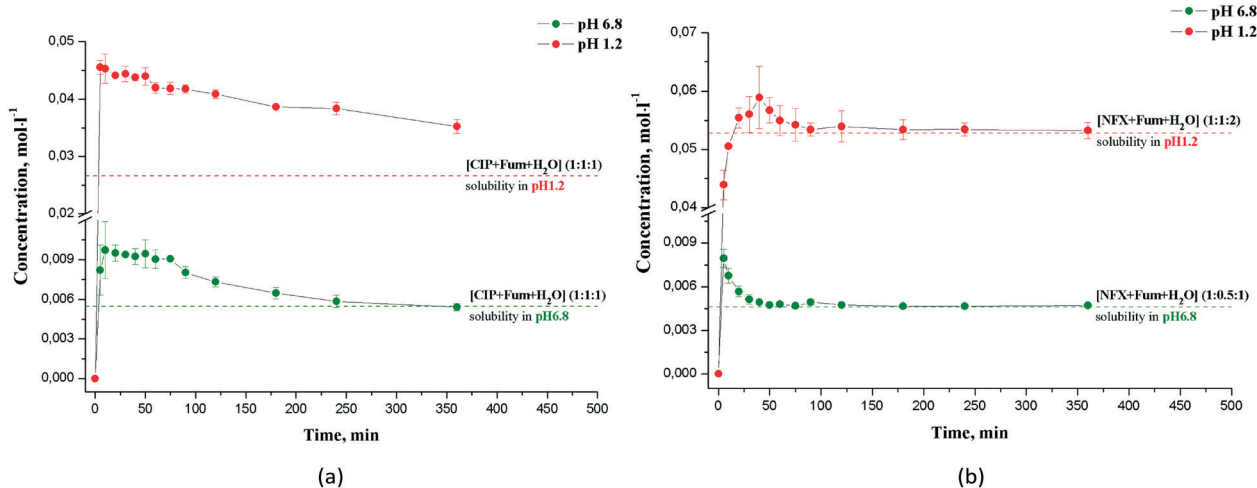 pH 6.8
pH 1.2
0,05
0,04
0,03
0,02
0,009
0,006
0,003
0,000
Concentration, mol·l⁻¹
[CIP+Fum+H₂O] (1:1:1)
solubility in pH1.2
[CIP+Fum+H₂O] (1:1:1)
solubility in pH6.8
0 50 100 150 200 250 300 350 400 450 500
Time, min
(a)
pH 6.8
pH 1.2
0,07
0,06
0,05
0,04
0,009
0,006
0,003
0,000
Concentration, mol·l⁻¹
[NFX+Fum+H₂O] (1:1:2)
solubility in pH1.2
[NFX+Fum+H₂O] (1:0.5:1)
solubility in pH6.8
0 50 100 150 200 250 300 350 400 450 500
Time, min
(b)